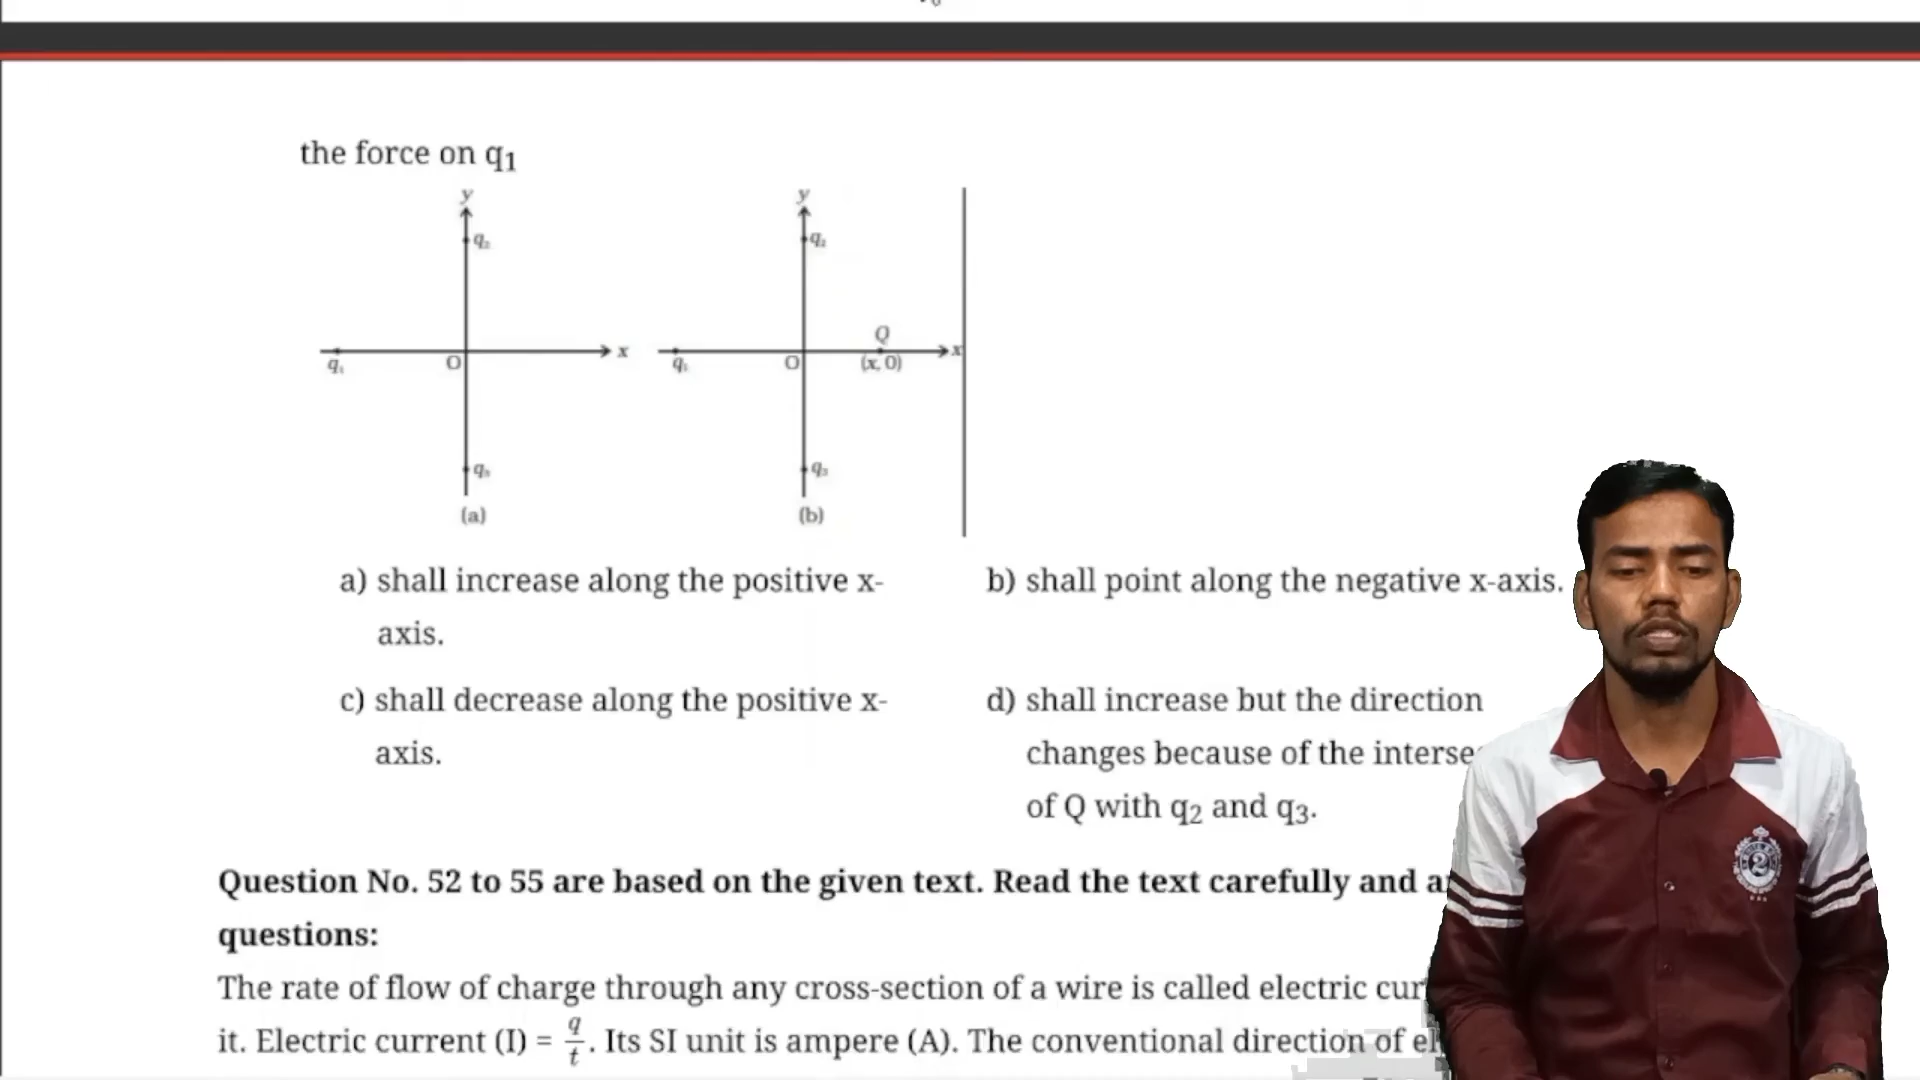 the force on q1
y
q2
y
q2
Q
x
x
q1
O
q1
O
(x, 0)
q3
q3
(a)
(b)
a) shall increase along the positive x-
axis.
b) shall point along the negative x-axis.
c) shall decrease along the positive x-
axis.
d) shall increase but the direction
changes because of the interse
of Q with q2 and q3.
Question No. 52 to 55 are based on the given text. Read the text carefully and a
questions:
The rate of flow of charge through any cross-section of a wire is called electric cur
it. Electric current (I) = q/t. Its SI unit is ampere (A). The conventional direction of el
2